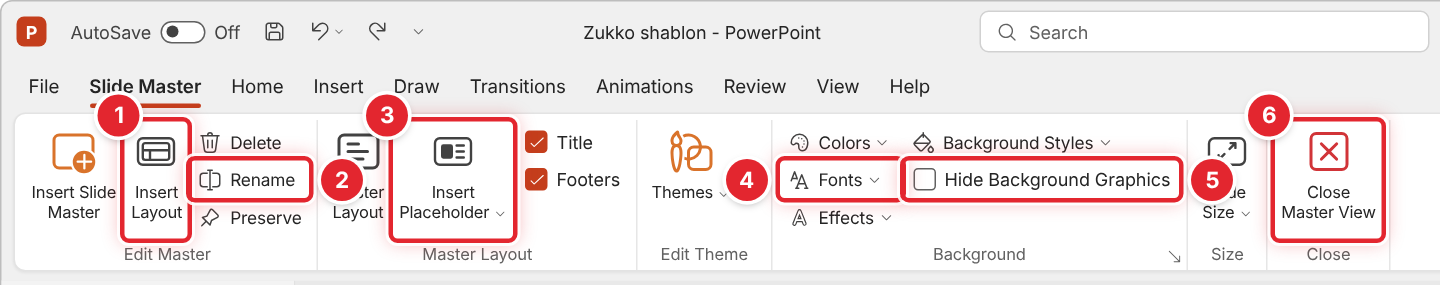 P AutoSave Off Zukko shablon - PowerPoint Search
File Slide Master Home Insert Draw Transitions Animations Review View Help
1 3 6
Delete Title Colors Background Styles
Insert Slide Master
Insert Layout
Rename 2
Layout
Insert Placeholder
Footers
Themes 4 Fonts Hide Background Graphics 5
Size
Close Master View
Preserve Effects
Edit Master Master Layout Edit Theme Background Size Close